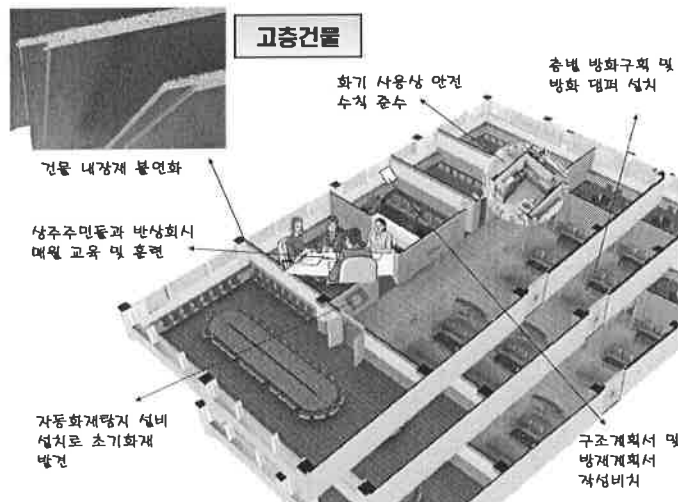 고층건물
화기 사용상 안전
수칙 준수
층별 방화구획 및
방화 댐퍼 설치
건물 내장재 불연화
상주주민들과 반상회시
매월 교육 및 훈련
자동화재탐지 설비
설치로 초기화재
발견
구조계획서 및
방재계획서
작성비치